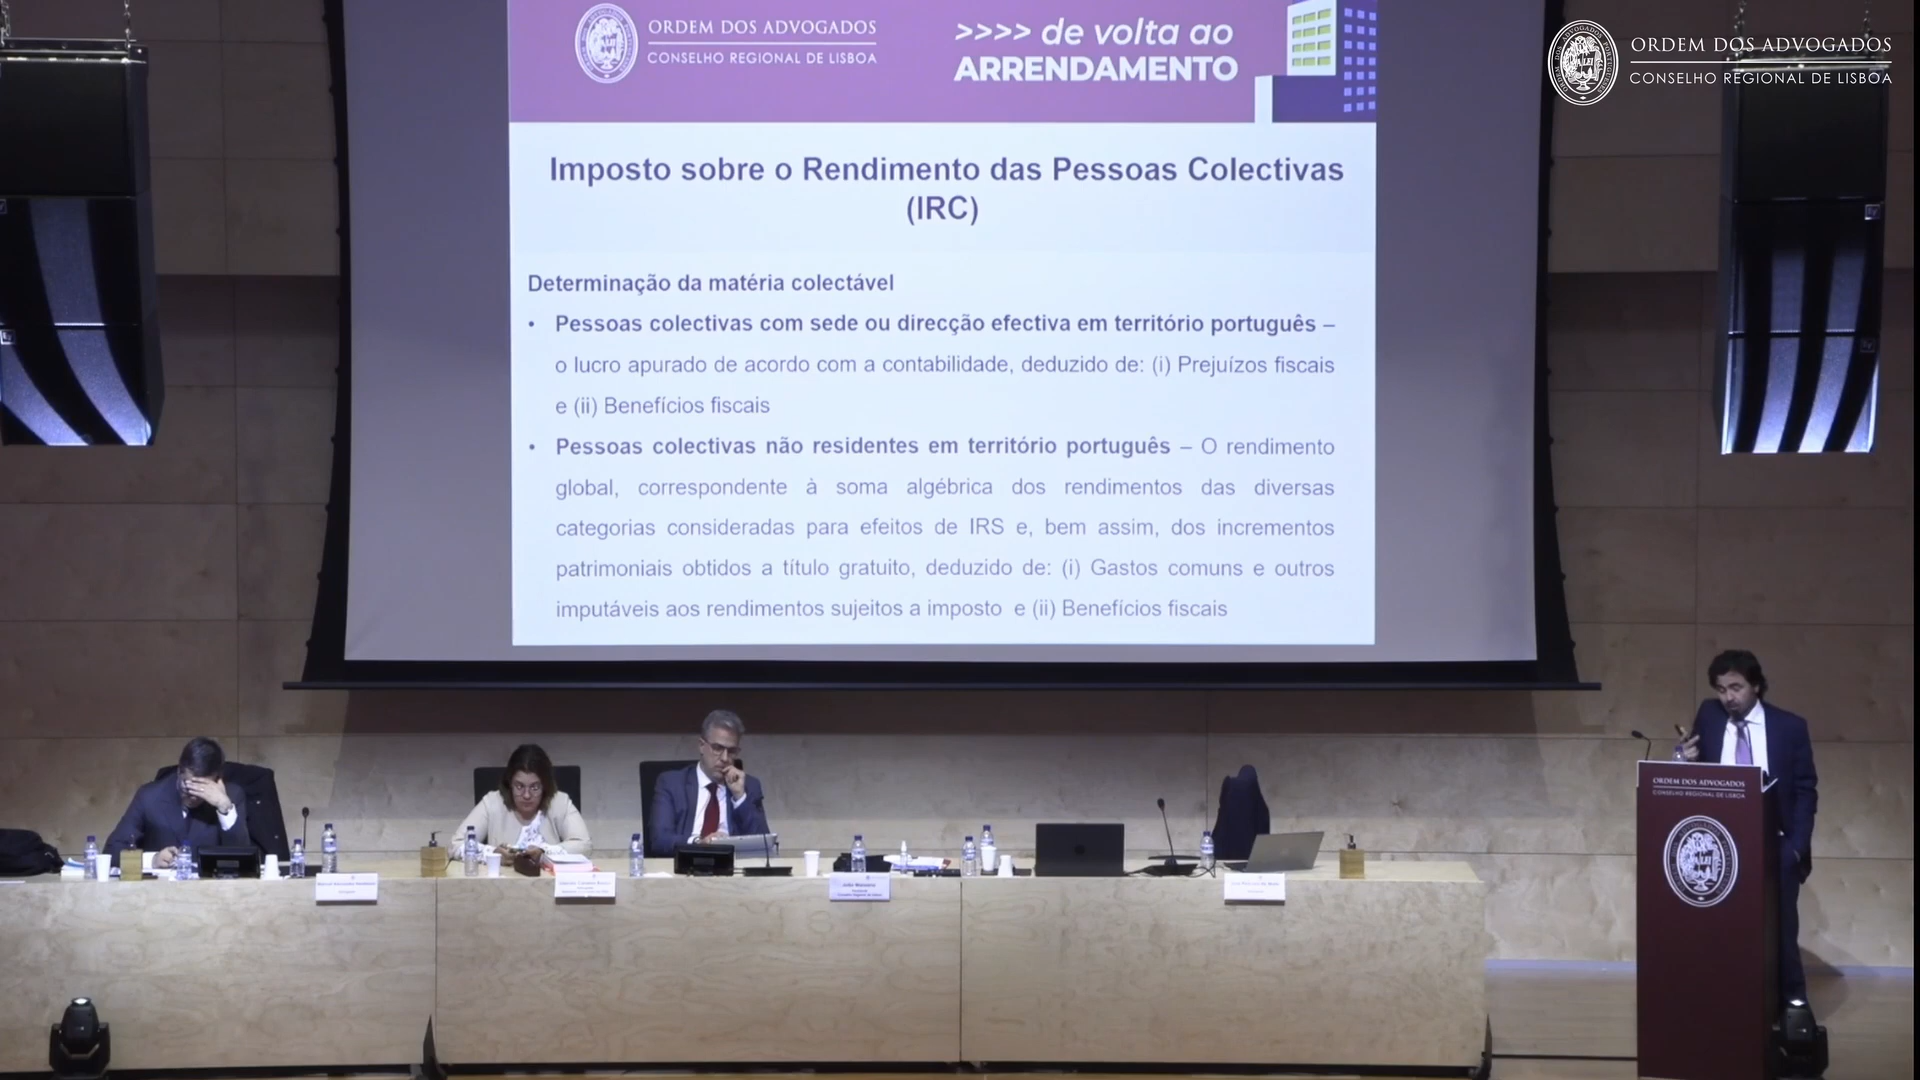 ORDEM DOS ADVOGADOS
CONSELHO REGIONAL DE LISBOA
>>>> de volta ao
ARRENDAMENTO
ORDEM DOS ADVOGADOS
CONSELHO REGIONAL DE LISBOA
Imposto sobre o Rendimento das Pessoas Colectivas
(IRC)
Determinação da matéria colectável
• Pessoas colectivas com sede ou direcção efectiva em território português –
o lucro apurado de acordo com a contabilidade, deduzido de: (i) Prejuízos fiscais
e (ii) Benefícios fiscais
• Pessoas colectivas não residentes em território português – O rendimento
global, correspondente à soma algébrica dos rendimentos das diversas
categorias consideradas para efeitos de IRS e, bem assim, dos incrementos
patrimoniais obtidos a título gratuito, deduzido de: (i) Gastos comuns e outros
imputáveis aos rendimentos sujeitos a imposto e (ii) Benefícios fiscais
ORDEM DOS ADVOGADOS
CONSELHO REGIONAL DE LISBOA